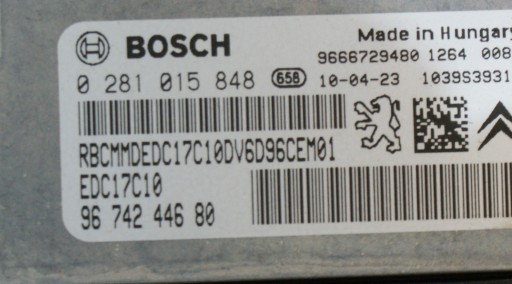 BOSCH
Made in Hungary
9666729480 1264 008
0 281 015 848 658 10-04-23 1039S3931
RBCMMDEDC17C10DV6D96CEM01
EDC17C10
96 742 446 80